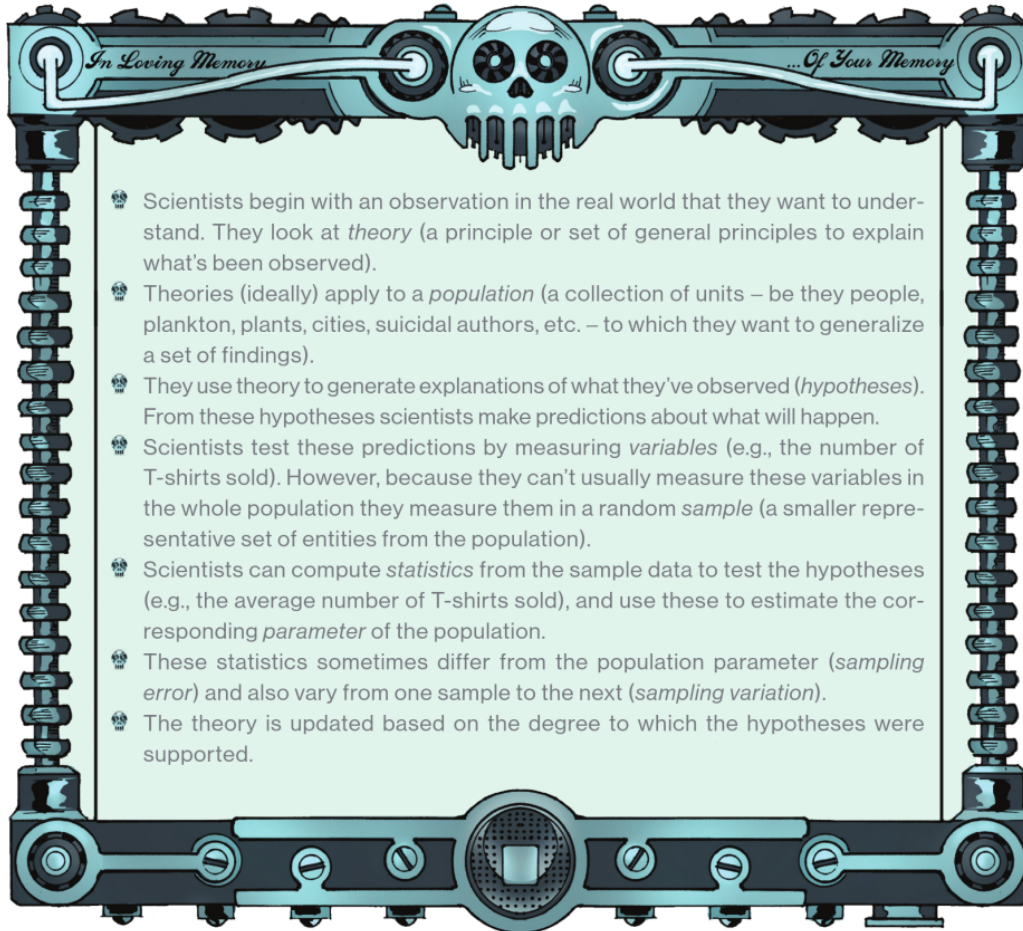 In Loving Memory
...Of Your Memory
Scientists begin with an observation in the real world that they want to under-
stand. They look at theory (a principle or set of general principles to explain
what's been observed).
Theories (ideally) apply to a population (a collection of units – be they people,
plankton, plants, cities, suicidal authors, etc. – to which they want to generalize
a set of findings).
They use theory to generate explanations of what they've observed (hypotheses).
From these hypotheses scientists make predictions about what will happen.
Scientists test these predictions by measuring variables (e.g., the number of
T-shirts sold). However, because they can't usually measure these variables in
the whole population they measure them in a random sample (a smaller repre-
sentative set of entities from the population).
Scientists can compute statistics from the sample data to test the hypotheses
(e.g., the average number of T-shirts sold), and use these to estimate the cor-
responding parameter of the population.
These statistics sometimes differ from the population parameter (sampling
error) and also vary from one sample to the next (sampling variation).
The theory is updated based on the degree to which the hypotheses were
supported.